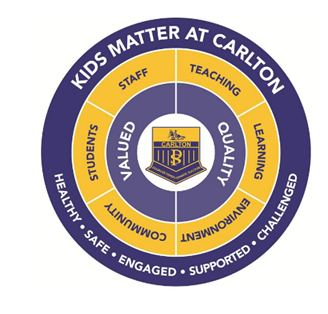 KIDS MATTER AT CARLTON
STAFF
TEACHING
STUDENTS
LEARNING
COMMUNITY
ENVIRONMENT
VALUED
QUALITY
CARLTON
HEALTHY • SAFE • ENGAGED • SUPPORTED • CHALLENGED